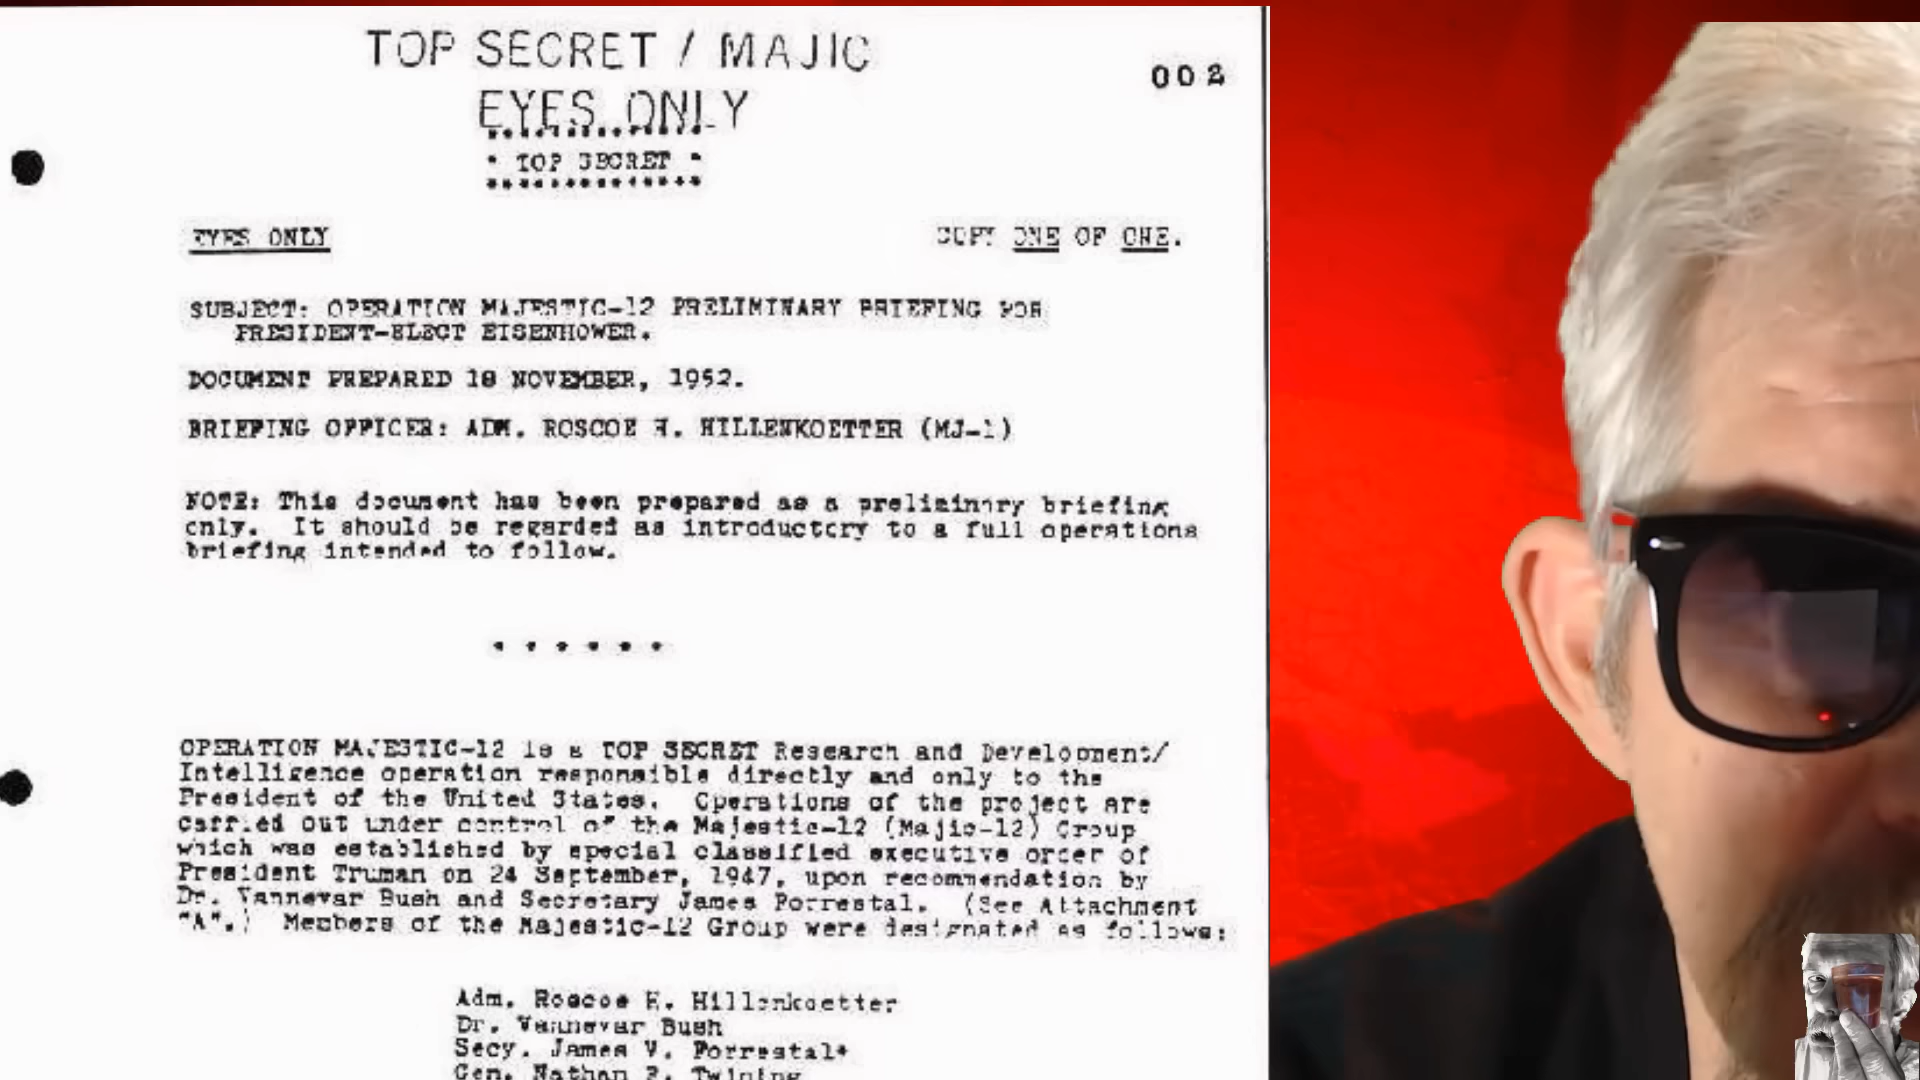 TOP SECRET / MAJIC
EYES ONLY
002
* TOP SECRET *
EYES ONLY
COPY ONE OF ONE.
SUBJECT: OPERATION MAJESTIC-12 PRELIMINARY BRIEFING FOR
PRESIDENT-ELECT EISENHOWER.
DOCUMENT PREPARED 18 NOVEMBER, 1952.
BRIEFING OFFICER: ADM. ROSCOE H. HILLENKOETTER (MJ-1)
NOTE: This document has been prepared as a preliminary briefing
only. It should be regarded as introductory to a full operations
briefing intended to follow.
OPERATION MAJESTIC-12 is a TOP SECRET Research and Development/
Intelligence operation responsible directly and only to the
President of the United States. Operations of the project are
carried out under control of the Majestic-12 (Majic-12) Group
which was established by special classified executive order of
President Truman on 24 September, 1947, upon recommendation by
Dr. Vannevar Bush and Secretary James Forrestal. (See Attachment
"A".) Members of the Majestic-12 Group were designated as follows:
Adm. Roscoe H. Hillenkoetter
Dr. Vannevar Bush
Secy. James V. Forrestal*
Gen. Nathan F. Twining